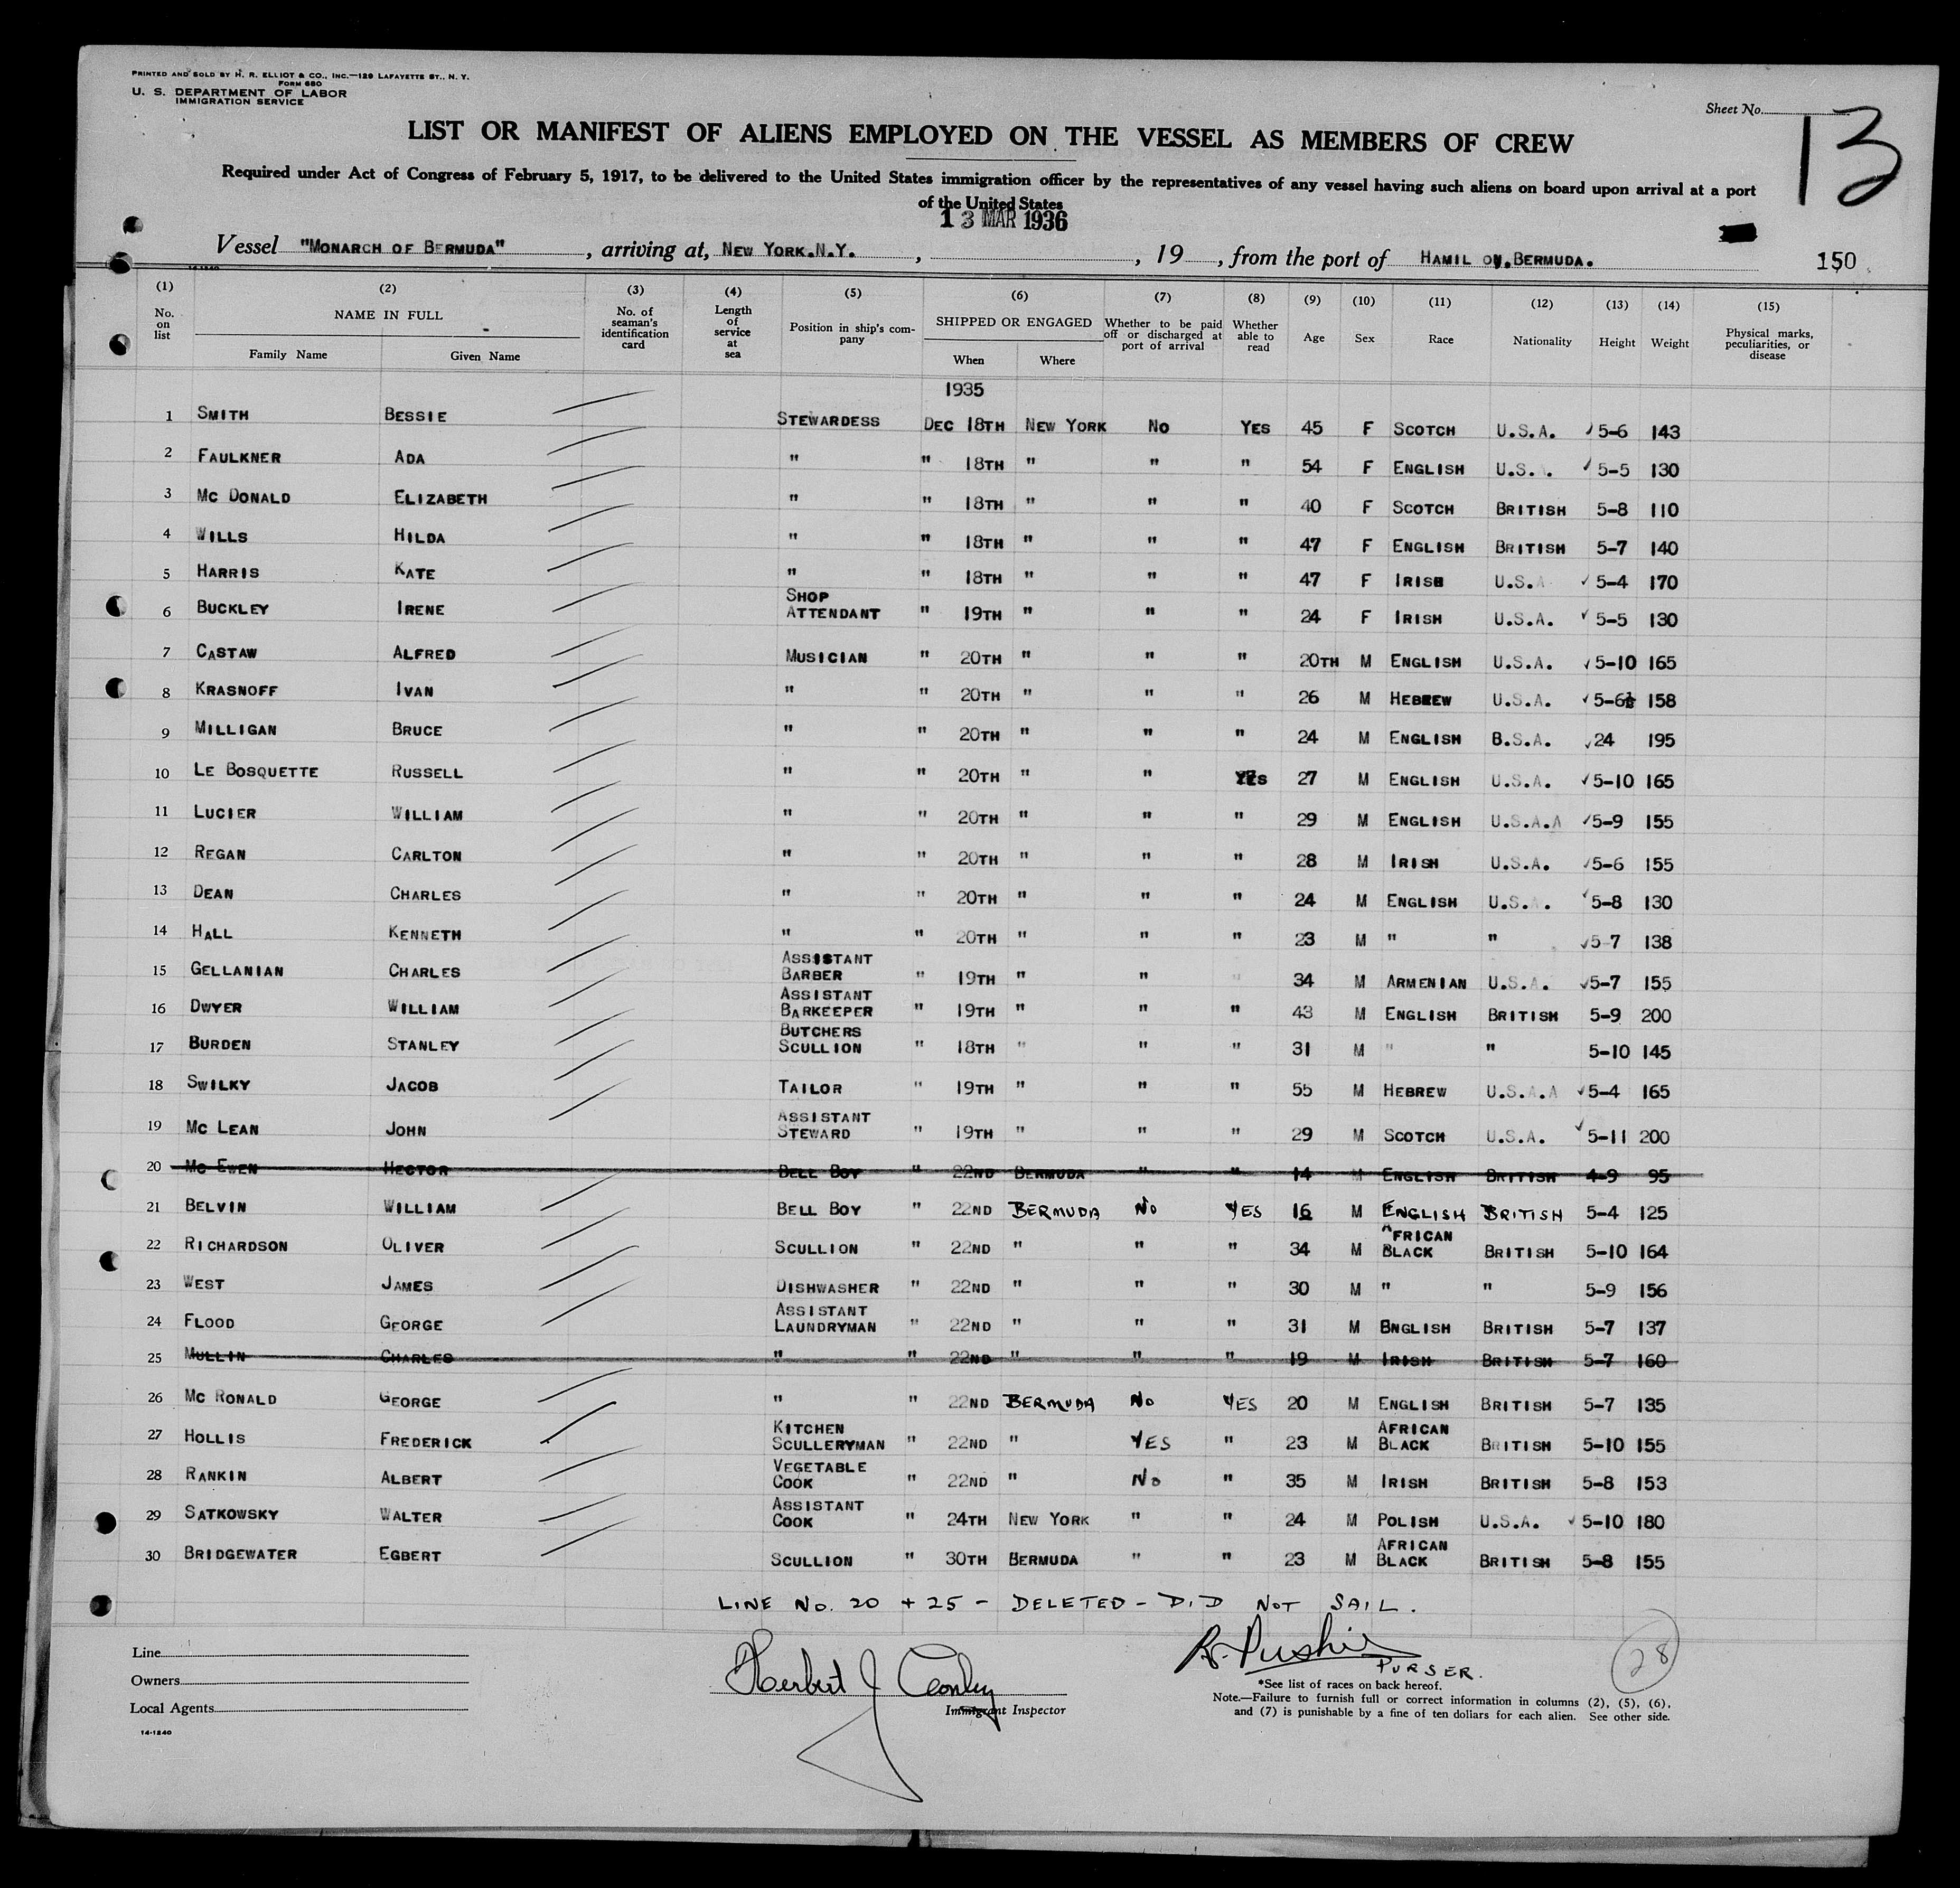 PRINTED AND SOLD BY H. R. ELLIOT & CO., INC.—129 LAFAYETTE ST., N. Y.
FORM 680
U. S. DEPARTMENT OF LABOR
IMMIGRATION SERVICE
Sheet No.
13
LIST OR MANIFEST OF ALIENS EMPLOYED ON THE VESSEL AS MEMBERS OF CREW
Required under Act of Congress of February 5, 1917, to be delivered to the United States immigration officer by the representatives of any vessel having such aliens on board upon arrival at a port
of the United States
13 MAR 1936
Vessel "MONARCH OF BERMUDA", arriving at, NEW YORK.N.Y., , 19 , from the port of HAMIL ON,BERMUDA.
150
(1) (2) (3) (4) (5) (6) (7) (8) (9) (10) (11) (12) (13) (14) (15)
No. on list NAME IN FULL Family Name Given Name No. of seaman's identification card Length of service at sea Position in ship's company SHIPPED OR ENGAGED When Where Whether to be paid off or discharged at port of arrival Whether able to read Age Sex Race Nationality Height Weight Physical marks, peculiarities, or disease
1935
1 SMITH BESSIE STEWARDESS DEC 18TH NEW YORK NO YES 45 F SCOTCH U.S.A. ✓ 5-6 143
2 FAULKNER ADA " " 18TH " " " 54 F ENGLISH U.S. . ✓ 5-5 130
3 MC DONALD ELIZABETH " " 18TH " " " 40 F SCOTCH BRITISH 5-8 110
4 WILLS HILDA " " 18TH " " " 47 F ENGLISH BRITISH 5-7 140
5 HARRIS KATE " " 18TH " " " 47 F IRISH U.S.A ✓ 5-4 170
6 BUCKLEY IRENE SHOP ATTENDANT " 19TH " " " 24 F IRISH U.S.A. ✓ 5-5 130
7 CASTAW ALFRED MUSICIAN " 20TH " " " 20TH M ENGLISH U.S.A. ✓ 5-10 165
8 KRASNOFF IVAN " " 20TH " " " 26 M HEBREW U.S.A. ✓ 5-6½ 158
9 MILLIGAN BRUCE " " 20TH " " " 24 M ENGLISH B.S.A. ✓ 24 195
10 LE BOSQUETTE RUSSELL " " 20TH " " YES 27 M ENGLISH U.S.A. ✓ 5-10 165
11 LUCIER WILLIAM " " 20TH " " " 29 M ENGLISH U.S.A.A ✓ 5-9 155
12 REGAN CARLTON " " 20TH " " " 28 M IRISH U.S.A. ✓ 5-6 155
13 DEAN CHARLES " " 20TH " " " 24 M ENGLISH U.S.A. ✓ 5-8 130
14 HALL KENNETH " " 20TH " " " 23 M " " ✓ 5-7 138
15 GELLANIAN CHARLES ASSISTANT BARBER " 19TH " " " 34 M ARMENIAN U.S.A. ✓ 5-7 155
16 DWYER WILLIAM ASSISTANT BARKEEPER " 19TH " " " 43 M ENGLISH BRITISH 5-9 200
17 BURDEN STANLEY BUTCHERS SCULLION " 18TH " " " 31 M " " 5-10 145
18 SWILKY JACOB TAILOR " 19TH " " " 55 M HEBREW U.S.A.A ✓ 5-4 165
19 MC LEAN JOHN ASSISTANT STEWARD " 19TH " " " 29 M SCOTCH U.S.A. ✓ 5-11 200
20 MC EWEN HECTOR BELL BOY " 22ND BERMUDA " " 14 M ENGLISH BRITISH 4-9 95
21 BELVIN WILLIAM BELL BOY " 22ND BERMUDA NO YES 16 M ENGLISH BRITISH 5-4 125
22 RICHARDSON OLIVER SCULLION " 22ND " " " 34 M AFRICAN BLACK BRITISH 5-10 164
23 WEST JAMES DISHWASHER " 22ND " " " 30 M " " 5-9 156
24 FLOOD GEORGE ASSISTANT LAUNDRYMAN " 22ND " " " 31 M BNGLISH BRITISH 5-7 137
25 MULLIN CHARLES " " 22ND " " " 19 M IRISH BRITISH 5-7 160
26 MC RONALD GEORGE " " 22ND BERMUDA NO YES 20 M ENGLISH BRITISH 5-7 135
27 HOLLIS FREDERICK KITCHEN SCULLERYMAN " 22ND " YES " 23 M AFRICAN BLACK BRITISH 5-10 155
28 RANKIN ALBERT VEGETABLE COOK " 22ND " NO " 35 M IRISH BRITISH 5-8 153
29 SATKOWSKY WALTER ASSISTANT COOK " 24TH NEW YORK " " 24 M POLISH U.S.A. ✓ 5-10 180
30 BRIDGEWATER EGBERT SCULLION " 30TH BERMUDA " " 23 M AFRICAN BLACK BRITISH 5-8 155
LINE NO. 20 + 25 - DELETED - DID NOT SAIL.
Line
Owners
Local Agents
14-1240
Herbert J
Immigrant Inspector
PURSER.
28
*See list of races on back hereof.
Note.—Failure to furnish full or correct information in columns (2), (5), (6),
and (7) is punishable by a fine of ten dollars for each alien. See other side.